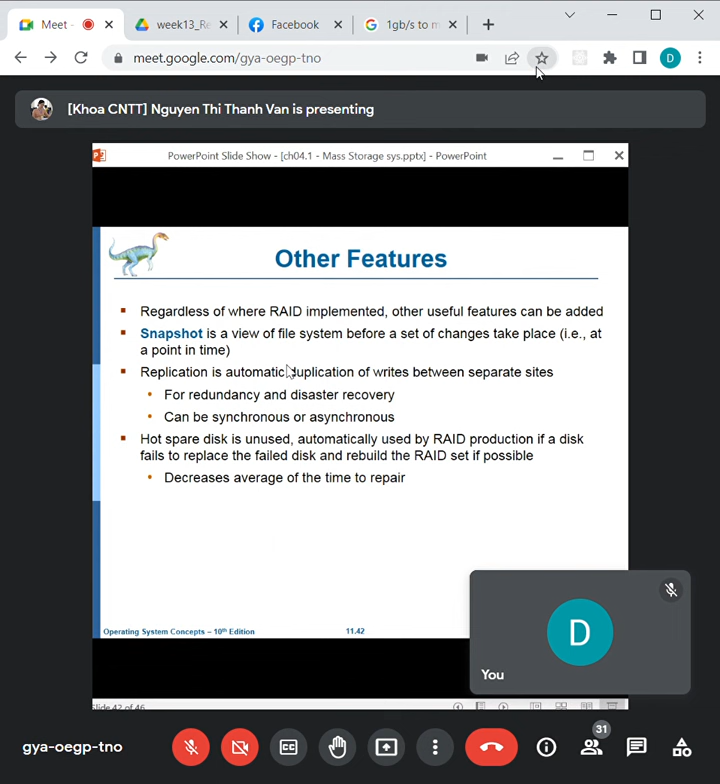 Meet -
week13_Re
Facebook
1gb/s to m
meet.google.com/gya-oegp-tno
D
[Khoa CNTT] Nguyen Thi Thanh Van is presenting
PowerPoint Slide Show - [ch04.1 - Mass Storage sys.pptx] - PowerPoint
Other Features
Regardless of where RAID implemented, other useful features can be added
Snapshot is a view of file system before a set of changes take place (i.e., at
a point in time)
Replication is automatic duplication of writes between separate sites
For redundancy and disaster recovery
Can be synchronous or asynchronous
Hot spare disk is unused, automatically used by RAID production if a disk
fails to replace the failed disk and rebuild the RAID set if possible
Decreases average of the time to repair
Operating System Concepts – 10th Edition
11.42
D
You
Slide 42 of 46
gya-oegp-tno
CC
31